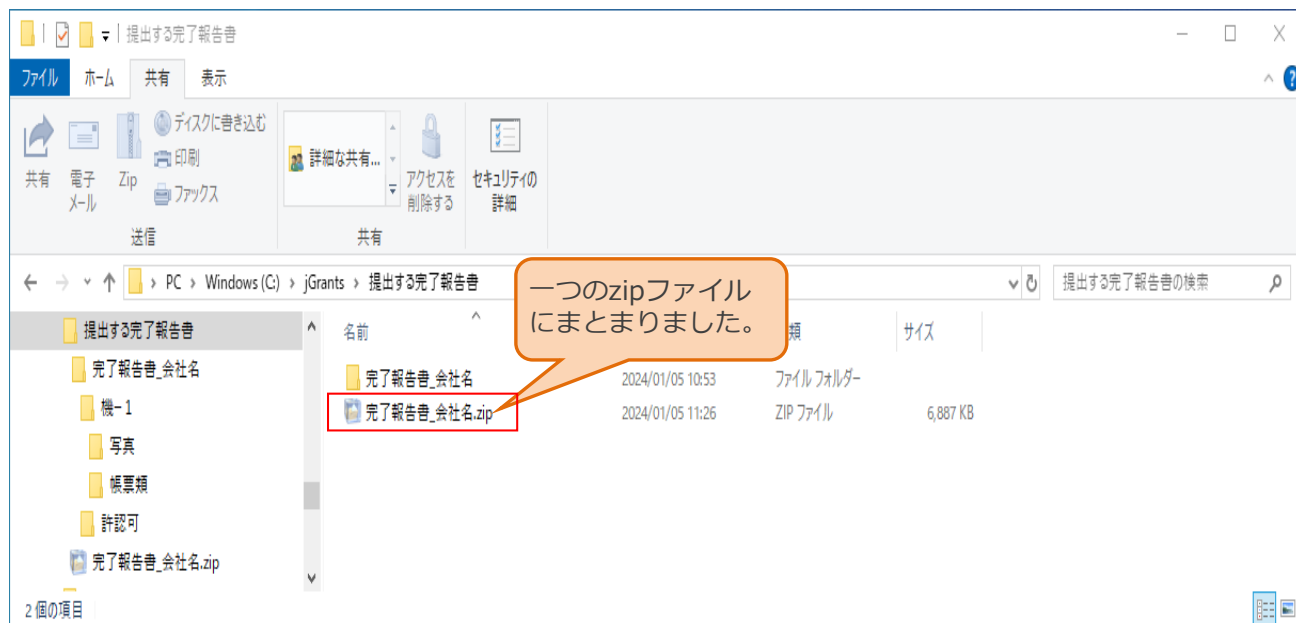 提出する完了報告書
ファイル ホーム 共有 表示
共有
電子
メール
Zip
ディスクに書き込む
印刷
ファックス
送信
詳細な共有...
アクセスを
削除する
共有
セキュリティの
詳細
PC › Windows (C:) › jGrants › 提出する完了報告書
提出する完了報告書の検索
一つのzipファイル
にまとまりました。
提出する完了報告書
完了報告書_会社名
機－1
写真
帳票類
許認可
完了報告書_会社名.zip
名前 類 サイズ
完了報告書_会社名 2024/01/05 10:53 ファイル フォルダー
完了報告書_会社名.zip 2024/01/05 11:26 ZIP ファイル 6,887 KB
2 個の項目